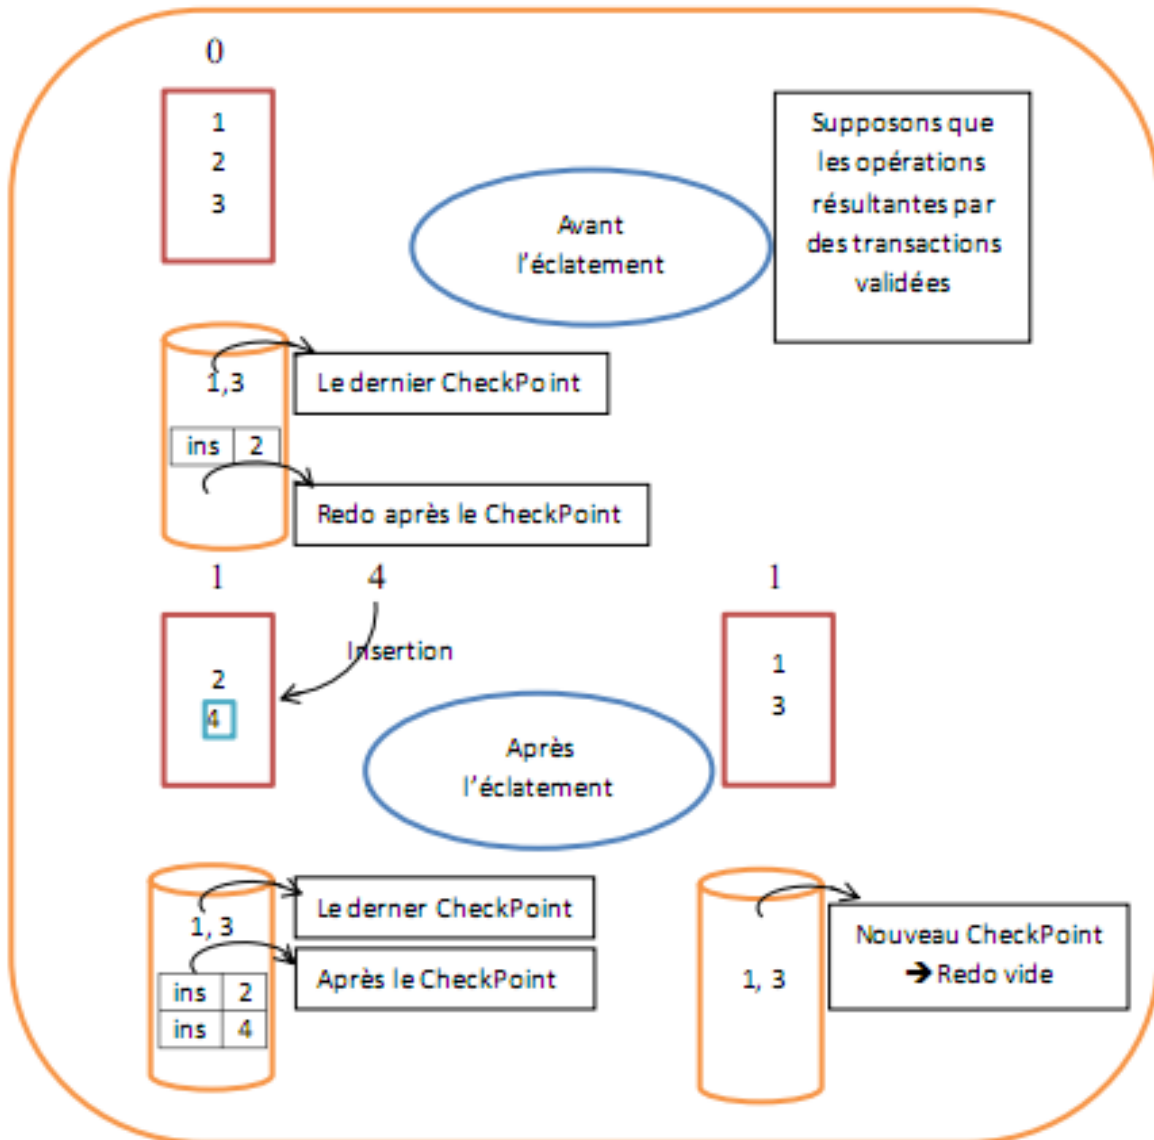 0
1
2
3
Avant
l'éclatement
Supposons que
les opérations
résultantes par
des transactions
validées
1,3
Le dernier CheckPoint
ins 2
Redo après le CheckPoint
1
4
1
Insertion
2
4
1
3
Après
l'éclatement
1, 3
Le derner CheckPoint
ins 2
ins 4
Après le CheckPoint
1, 3
Nouveau CheckPoint
➔ Redo vide